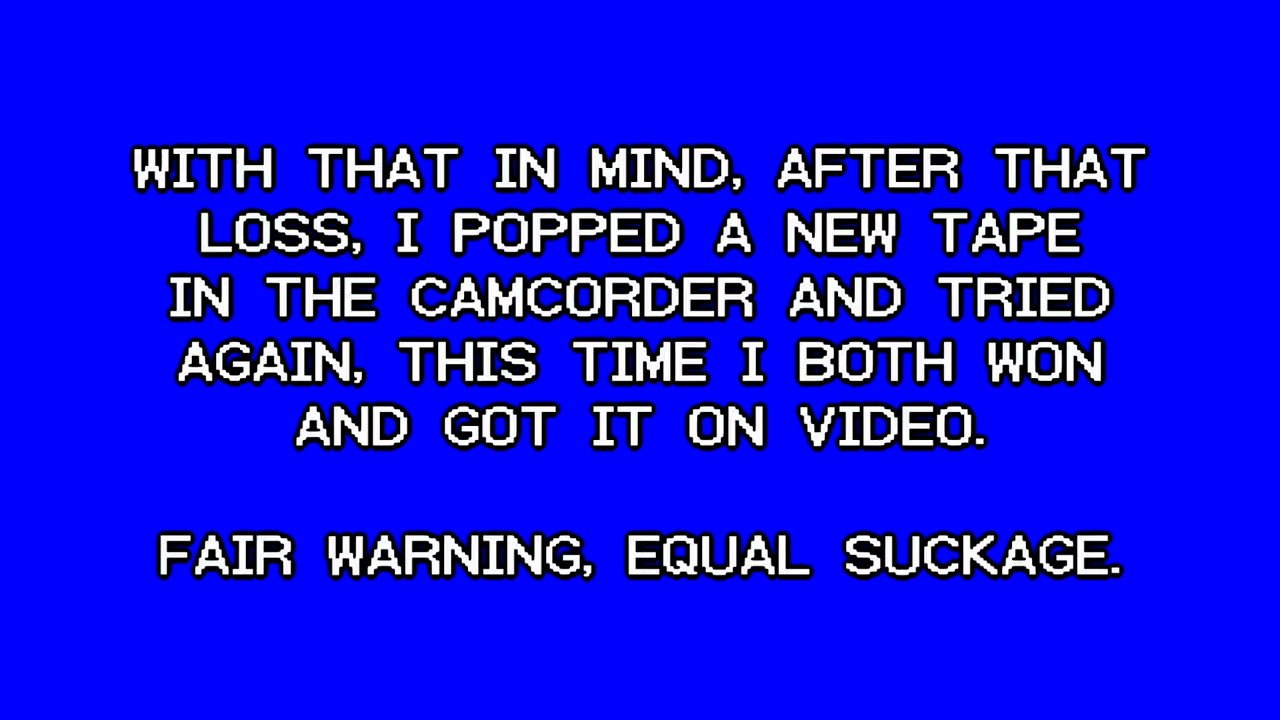 WITH THAT IN MIND, AFTER THAT
LOSS, I POPPED A NEW TAPE
IN THE CAMCORDER AND TRIED
AGAIN, THIS TIME I BOTH WON
AND GOT IT ON VIDEO.
FAIR WARNING, EQUAL SUCKAGE.